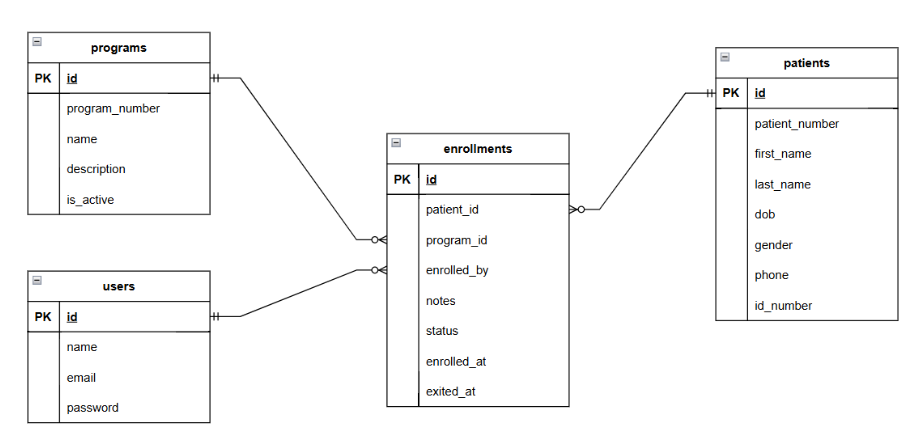 programs
PK id
program_number
name
description
is_active
users
PK id
name
email
password
enrollments
PK id
patient_id
program_id
enrolled_by
notes
status
enrolled_at
exited_at
patients
PK id
patient_number
first_name
last_name
dob
gender
phone
id_number